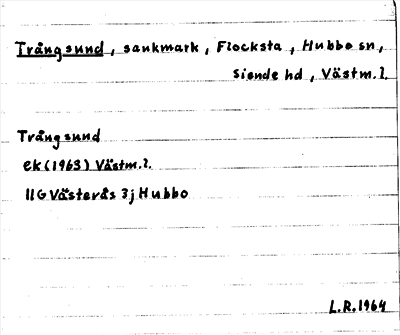 Trångsund, sankmark, Flocksta, Hubbo sn,
Siende hd, Västm.l.
Trångsund
ek (1963) Västm.l.
11G Västerås 3j Hubbo
L.R. 1964